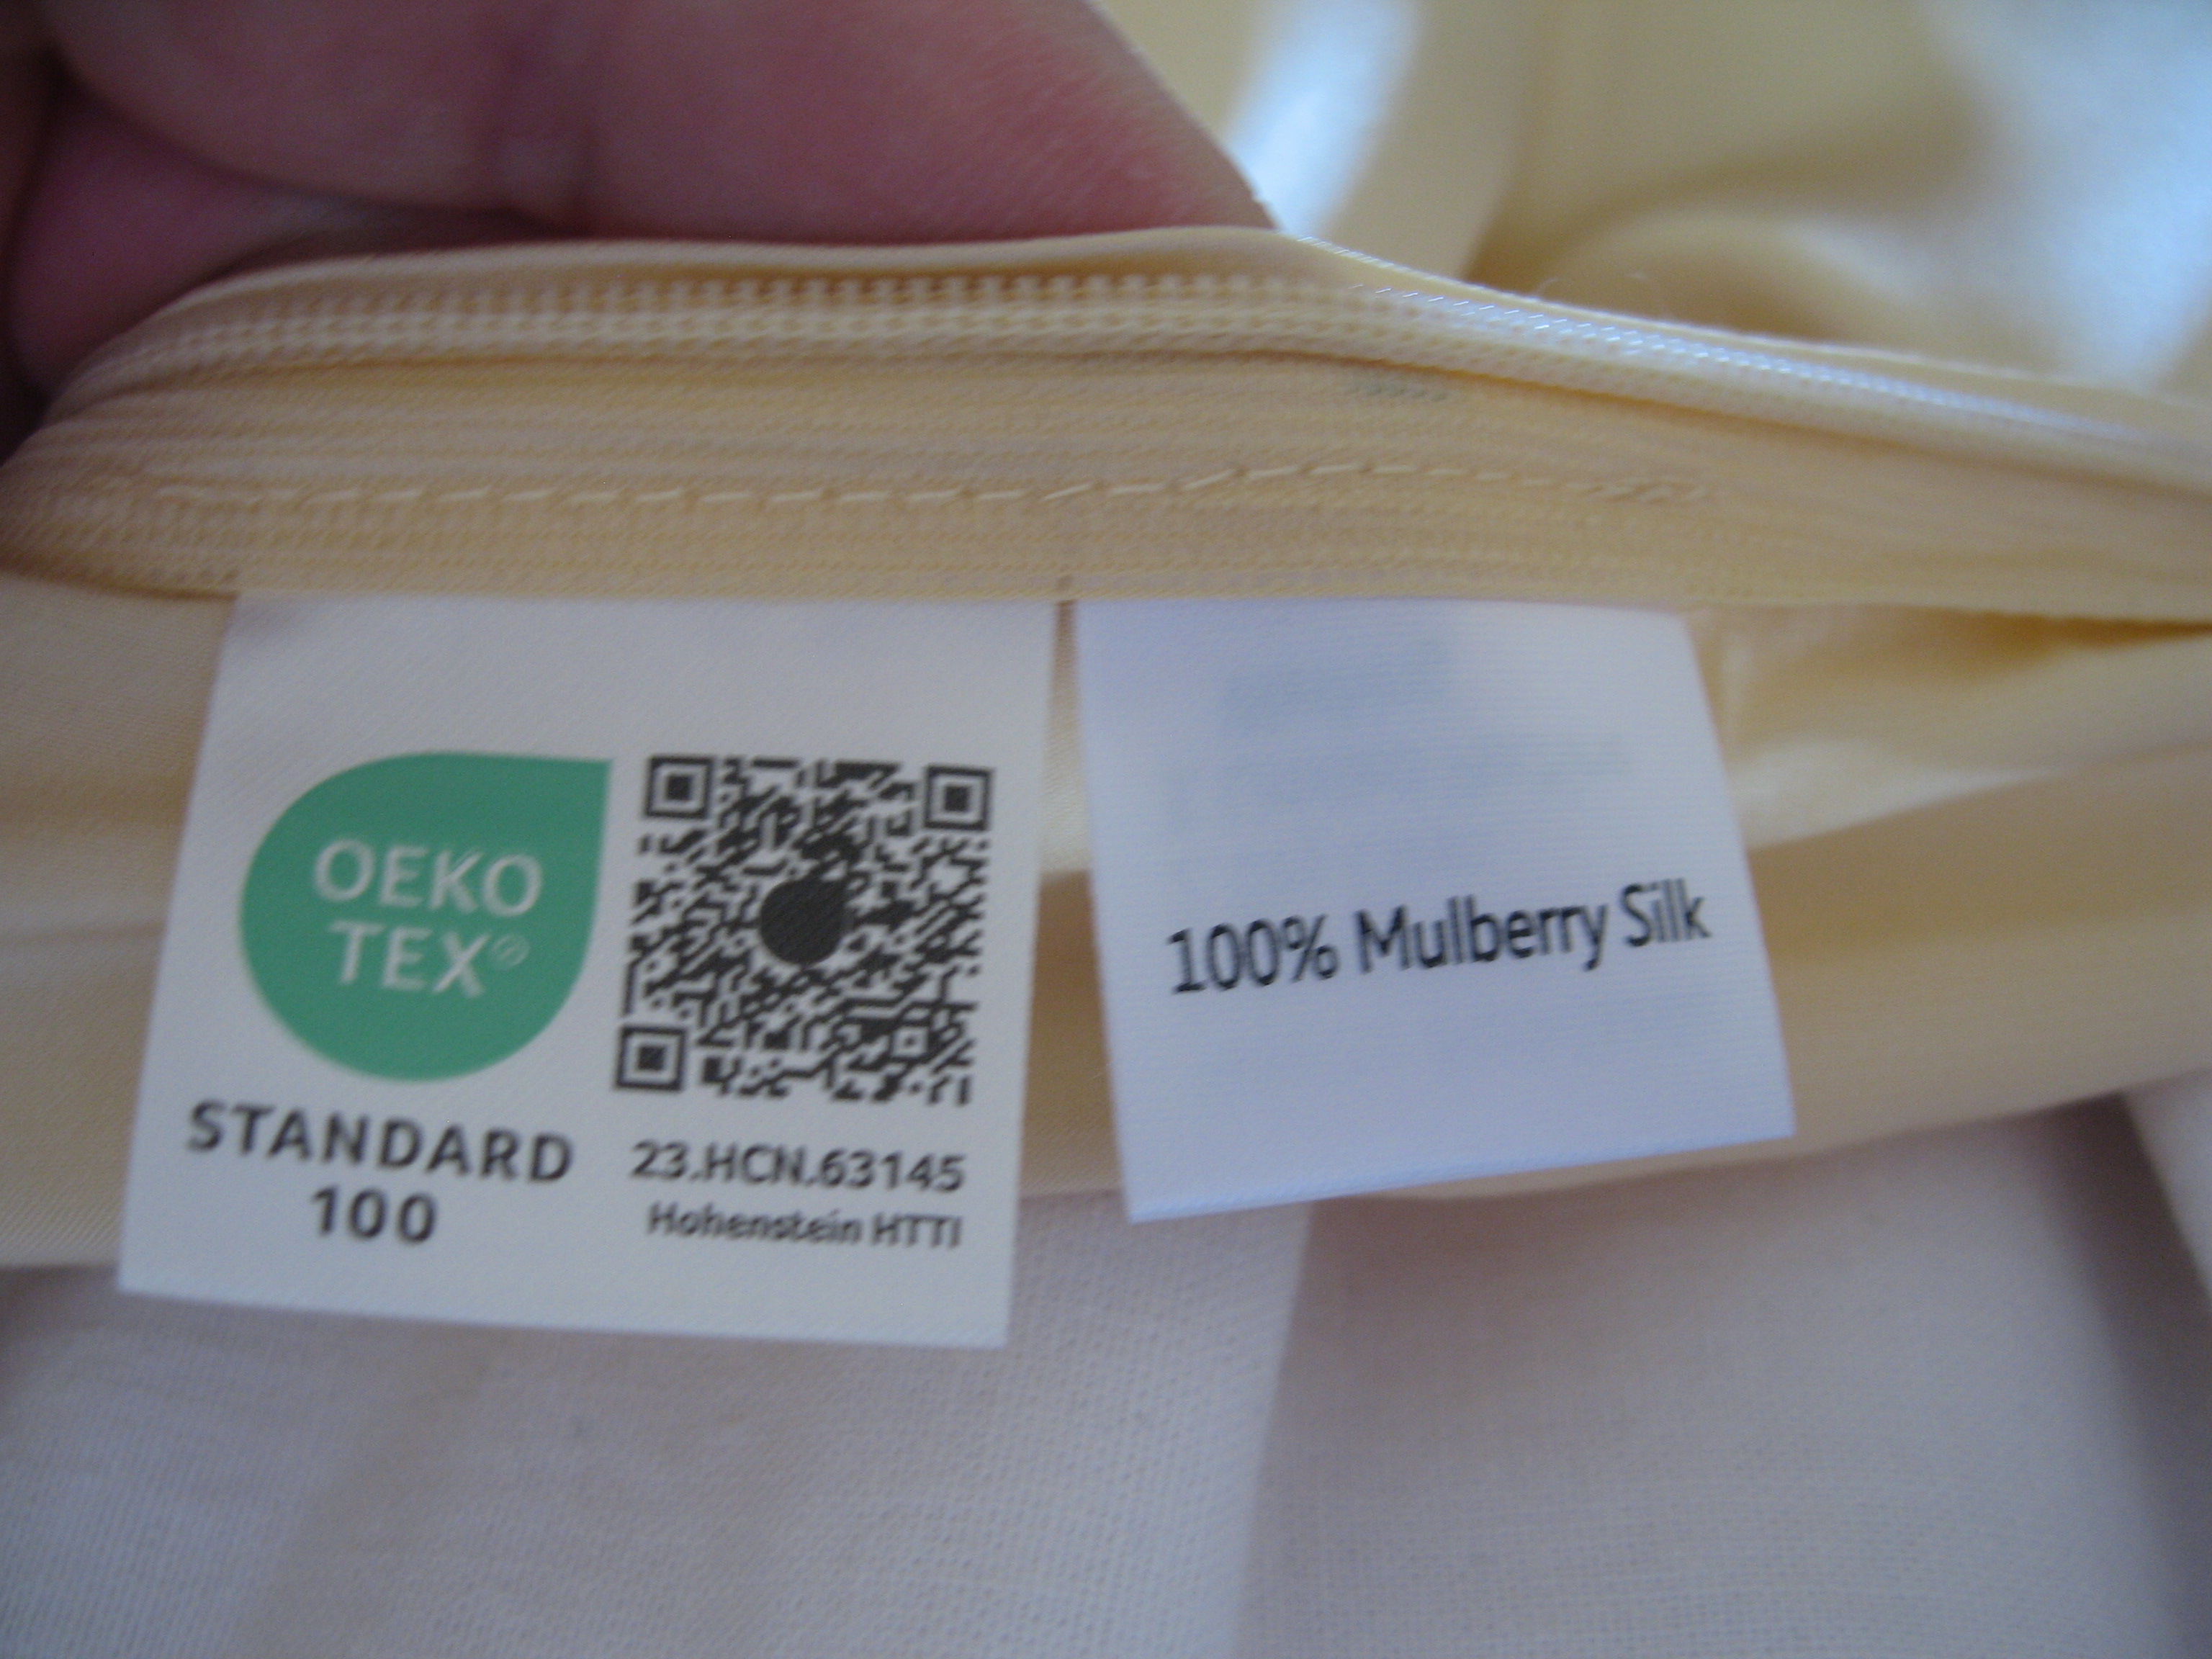 OEKO
TEX®
STANDARD
100
23.HCN.63145
Hohenstein HTTI
100% Mulberry Silk